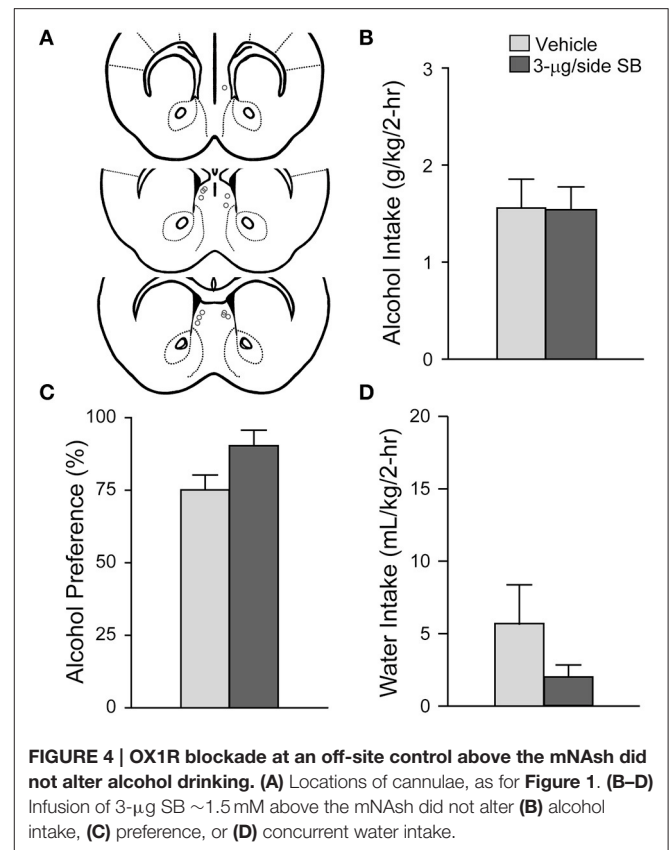 A
B
Vehicle
3-μg/side SB
Alcohol Intake (g/kg/2-hr)
3
2
1
0
C
Alcohol Preference (%)
100
75
50
25
0
D
Water Intake (mL/kg/2-hr)
20
15
10
5
0
FIGURE 4 | OX1R blockade at an off-site control above the mNAsh did
not alter alcohol drinking. (A) Locations of cannulae, as for Figure 1. (B–D)
Infusion of 3-μg SB ∼1.5 mM above the mNAsh did not alter (B) alcohol
intake, (C) preference, or (D) concurrent water intake.